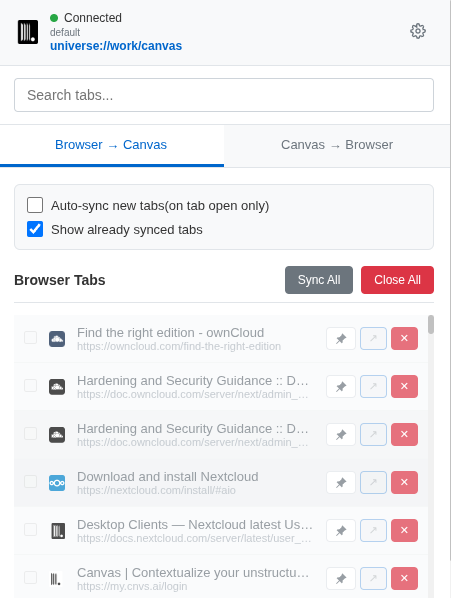 Connected
default
universe://work/canvas
Search tabs...
Browser → Canvas
Canvas → Browser
Auto-sync new tabs(on tab open only)
Show already synced tabs
Browser Tabs
Sync All
Close All
Find the right edition - ownCloud
https://owncloud.com/find-the-right-edition
Hardening and Security Guidance :: D…
https://doc.owncloud.com/server/next/admin_…
Hardening and Security Guidance :: D…
https://doc.owncloud.com/server/next/admin_…
Download and install Nextcloud
https://nextcloud.com/install/#aio
Desktop Clients — Nextcloud latest Us…
https://docs.nextcloud.com/server/latest/user_…
Canvas | Contextualize your unstructu…
https://my.cnvs.ai/login